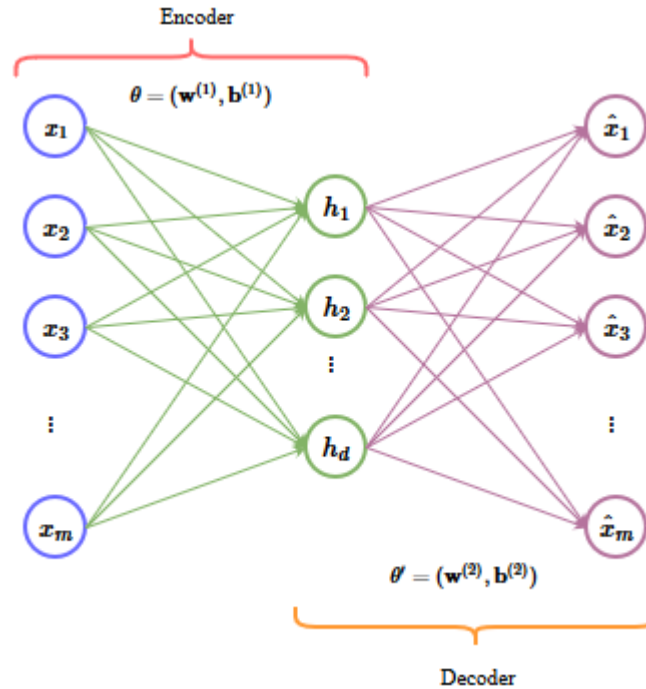 Encoder
θ = (w⁽¹⁾, b⁽¹⁾)
x₁
x̂₁
h₁
x₂
x̂₂
h₂
x₃
x̂₃
⋮
⋮
⋮
h_d
x_m
x̂_m
θ′ = (w⁽²⁾, b⁽²⁾)
Decoder